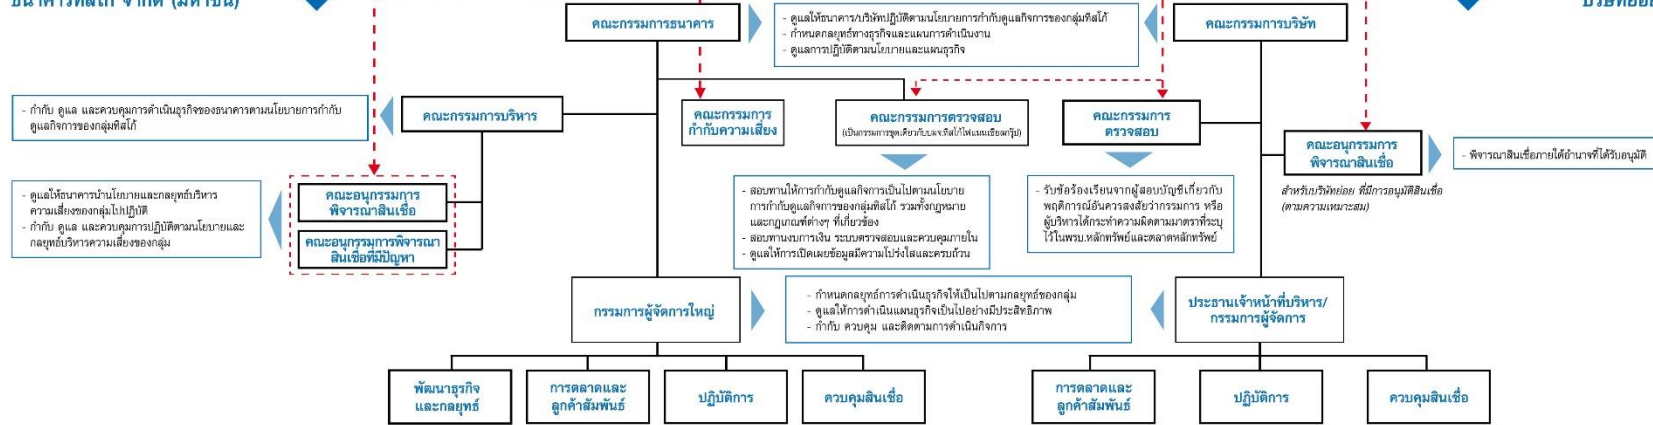 ธนาคารทิสโก้ จำกัด (มหาชน)
บริษัทย่อย
คณะกรรมการธนาคาร
- ดูแลให้ธนาคาร/บริษัทปฏิบัติตามนโยบายการกำกับดูแลกิจการของกลุ่มทิสโก้
- กำหนดกลยุทธ์ทางธุรกิจและแผนการดำเนินงาน
- ดูแลการปฏิบัติตามนโยบายและแผนธุรกิจ
คณะกรรมการบริษัท
- กำกับ ดูแล และควบคุมการดำเนินธุรกิจของธนาคารตามนโยบายการกำกับ
ดูแลกิจการของกลุ่มทิสโก้
คณะกรรมการบริหาร
คณะกรรมการ
กำกับความเสี่ยง
คณะกรรมการตรวจสอบ
(เป็นกรรมการชุดเดียวกับบมจ.ทิสโก้ไฟแนนเชียลกรุ๊ป)
คณะกรรมการ
ตรวจสอบ
คณะอนุกรรมการ
พิจารณาสินเชื่อ
- พิจารณาสินเชื่อภายใต้อำนาจที่ได้รับอนุมัติ
สำหรับบริษัทย่อย ที่มีการอนุมัติสินเชื่อ
(ตามความเหมาะสม)
- ดูแลให้ธนาคารนำนโยบายและกลยุทธ์บริหาร
ความเสี่ยงของกลุ่มไปปฏิบัติ
- กำกับ ดูแล และควบคุมการปฏิบัติตามนโยบายและ
กลยุทธ์บริหารความเสี่ยงของกลุ่ม
คณะอนุกรรมการ
พิจารณาสินเชื่อ
คณะอนุกรรมการพิจารณา
สินเชื่อที่มีปัญหา
- สอบทานให้การกำกับดูแลกิจการเป็นไปตามนโยบาย
การกำกับดูแลกิจการของกลุ่มทิสโก้ รวมทั้งกฎหมาย
และกฎเกณฑ์ต่างๆ ที่เกี่ยวข้อง
- สอบทานงบการเงิน ระบบตรวจสอบและควบคุมภายใน
- ดูแลให้การเปิดเผยข้อมูลมีความโปร่งใสและครบถ้วน
- รับข้อร้องเรียนจากผู้สอบบัญชีเกี่ยวกับ
พฤติการณ์อันควรสงสัยว่ากรรมการ หรือ
ผู้บริหารได้กระทำความผิดตามมาตราที่ระบุ
ไว้ในพรบ.หลักทรัพย์และตลาดหลักทรัพย์
กรรมการผู้จัดการใหญ่
- กำหนดกลยุทธ์การดำเนินธุรกิจให้เป็นไปตามกลยุทธ์ของกลุ่ม
- ดูแลให้การดำเนินแผนธุรกิจเป็นไปอย่างมีประสิทธิภาพ
- กำกับ ควบคุม และติดตามการดำเนินกิจการ
ประธานเจ้าหน้าที่บริหาร/
กรรมการผู้จัดการ
พัฒนาธุรกิจ
และกลยุทธ์
การตลาดและ
ลูกค้าสัมพันธ์
ปฏิบัติการ
ควบคุมสินเชื่อ
การตลาดและ
ลูกค้าสัมพันธ์
ปฏิบัติการ
ควบคุมสินเชื่อ